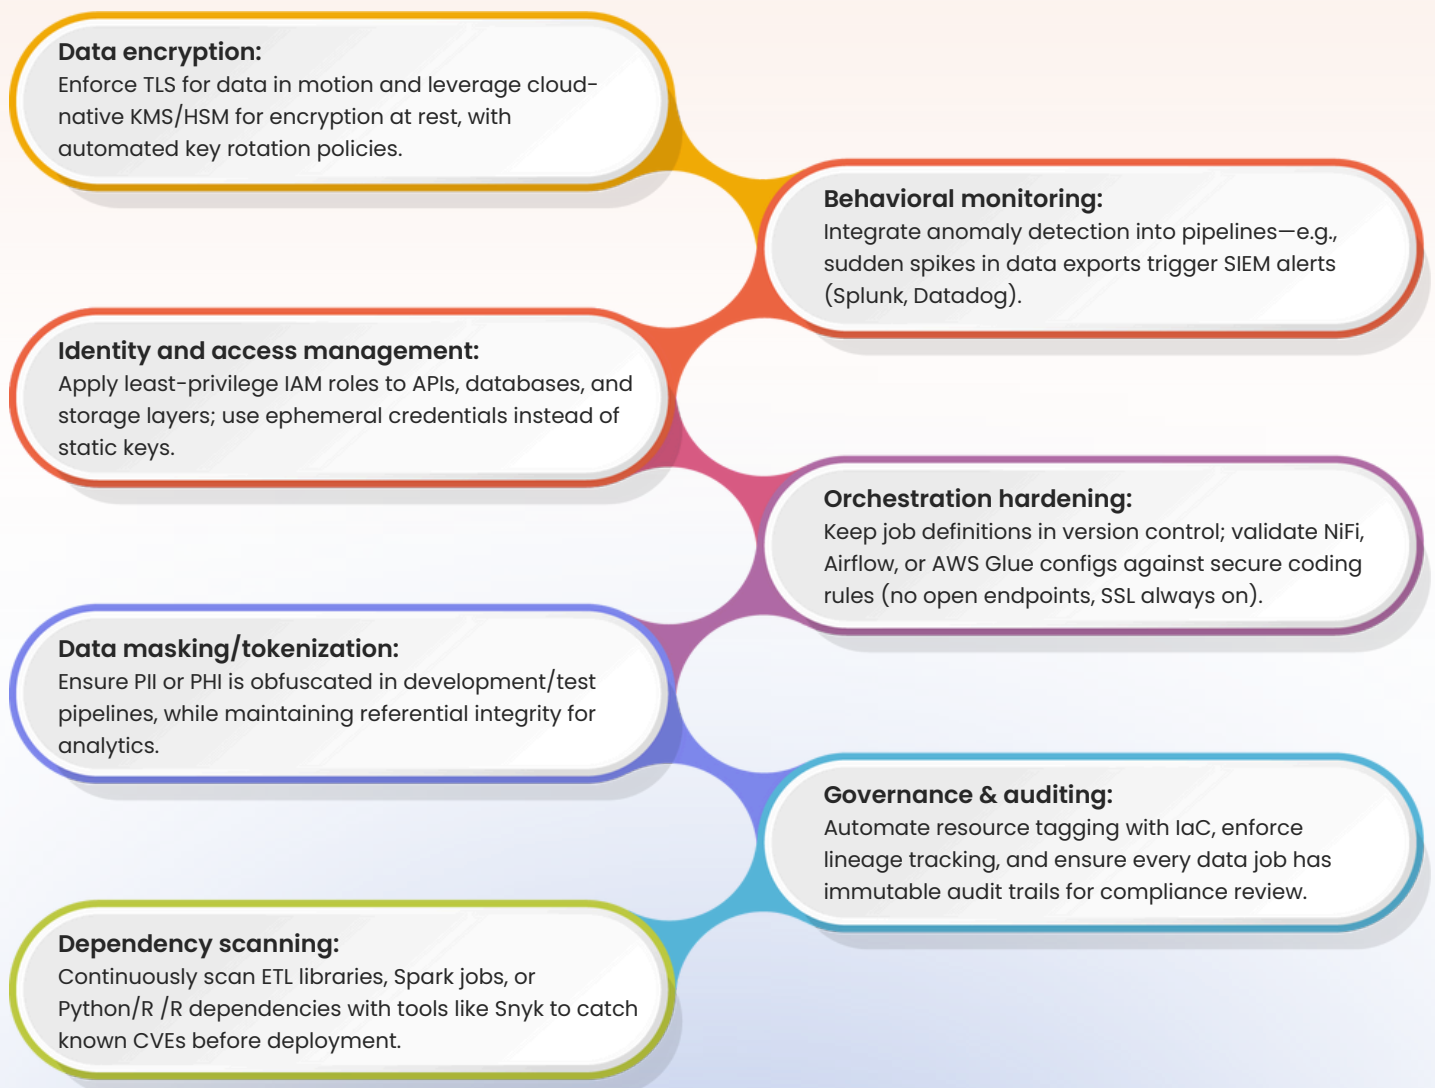 Data encryption:
Enforce TLS for data in motion and leverage cloud-
native KMS/HSM for encryption at rest, with
automated key rotation policies.
Behavioral monitoring:
Integrate anomaly detection into pipelines—e.g.,
sudden spikes in data exports trigger SIEM alerts
(Splunk, Datadog).
Identity and access management:
Apply least-privilege IAM roles to APIs, databases, and
storage layers; use ephemeral credentials instead of
static keys.
Orchestration hardening:
Keep job definitions in version control; validate NiFi,
Airflow, or AWS Glue configs against secure coding
rules (no open endpoints, SSL always on).
Data masking/tokenization:
Ensure PII or PHI is obfuscated in development/test
pipelines, while maintaining referential integrity for
analytics.
Governance & auditing:
Automate resource tagging with IaC, enforce
lineage tracking, and ensure every data job has
immutable audit trails for compliance review.
Dependency scanning:
Continuously scan ETL libraries, Spark jobs, or
Python/R /R dependencies with tools like Snyk to catch
known CVEs before deployment.